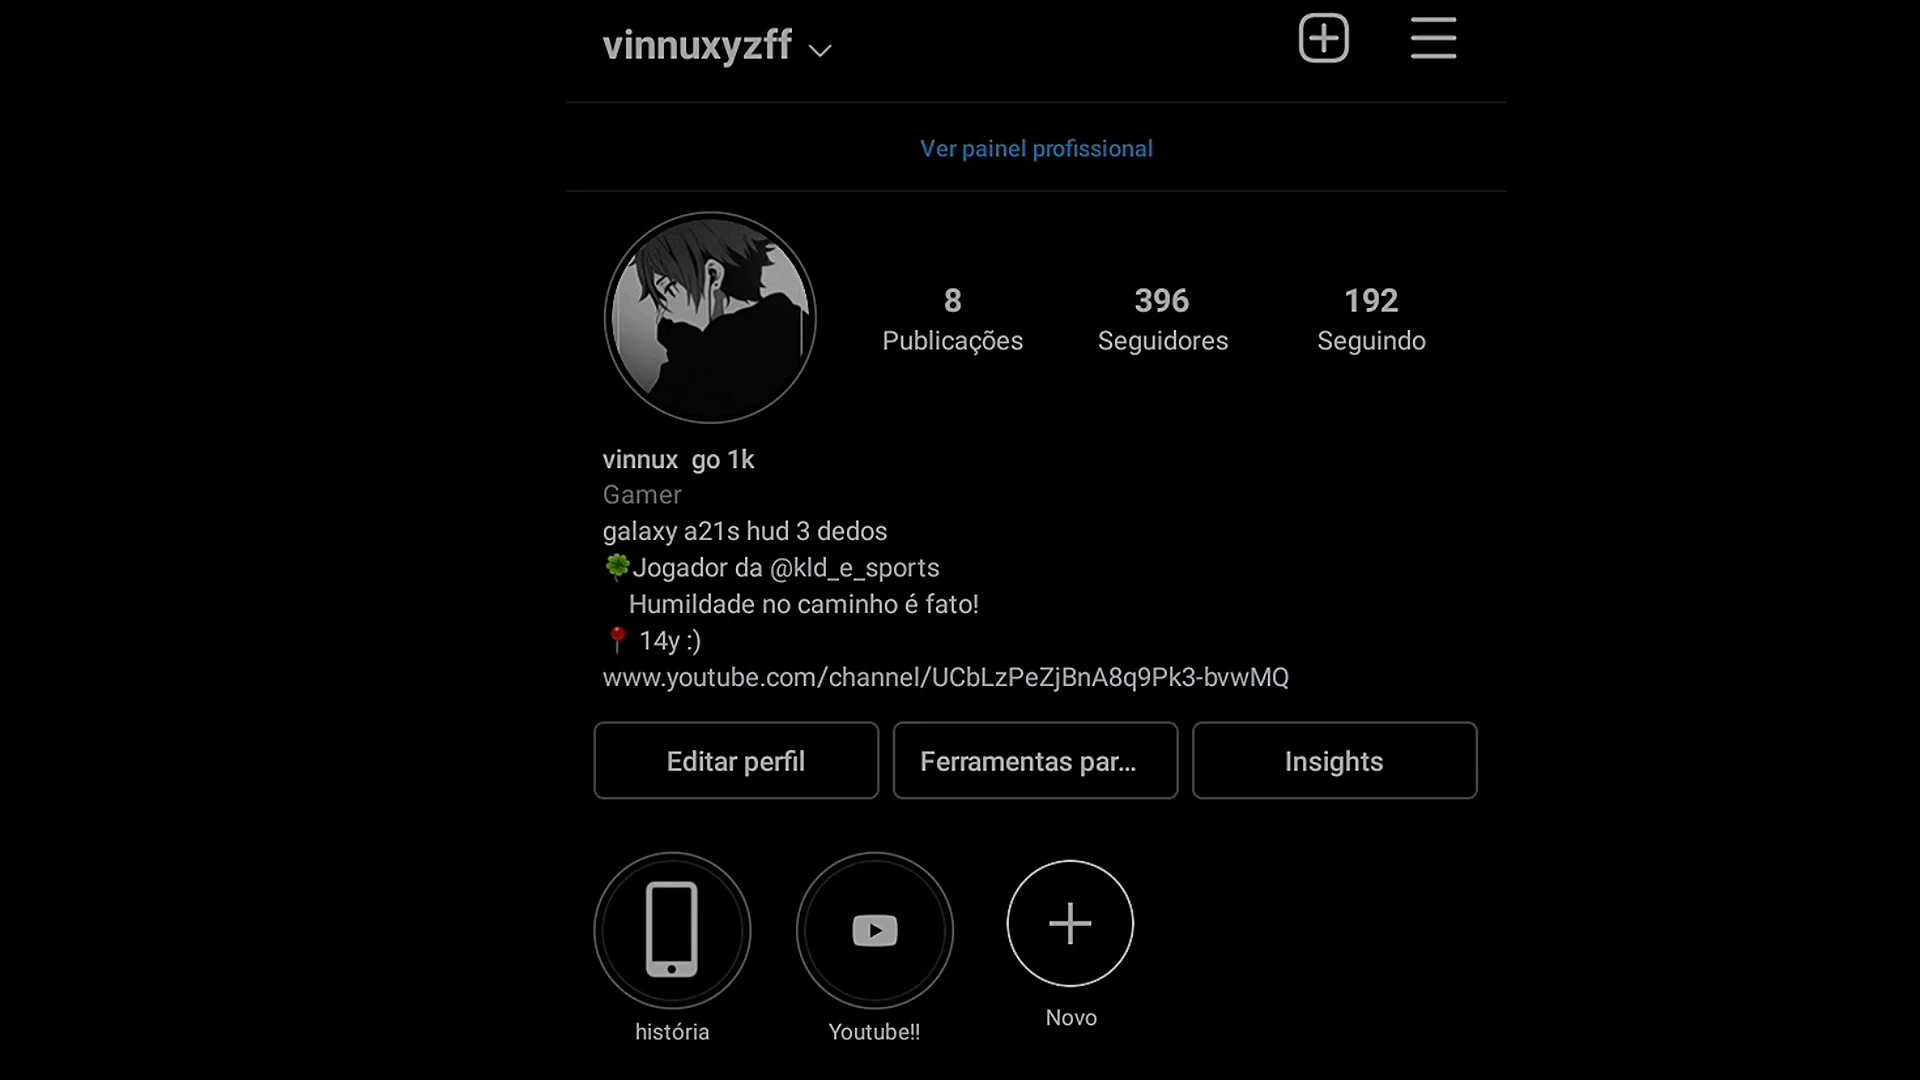 vinnuxyzff
Ver painel profissional
8 396 192
Publicações Seguidores Seguindo
vinnux go 1k
Gamer
galaxy a21s hud 3 dedos
🍀Jogador da @kld_e_sports
Humildade no caminho é fato!
📍 14y :)
www.youtube.com/channel/UCbLzPeZjBnA8q9Pk3-bvwMQ
Editar perfil Ferramentas par... Insights
história Youtube!! Novo